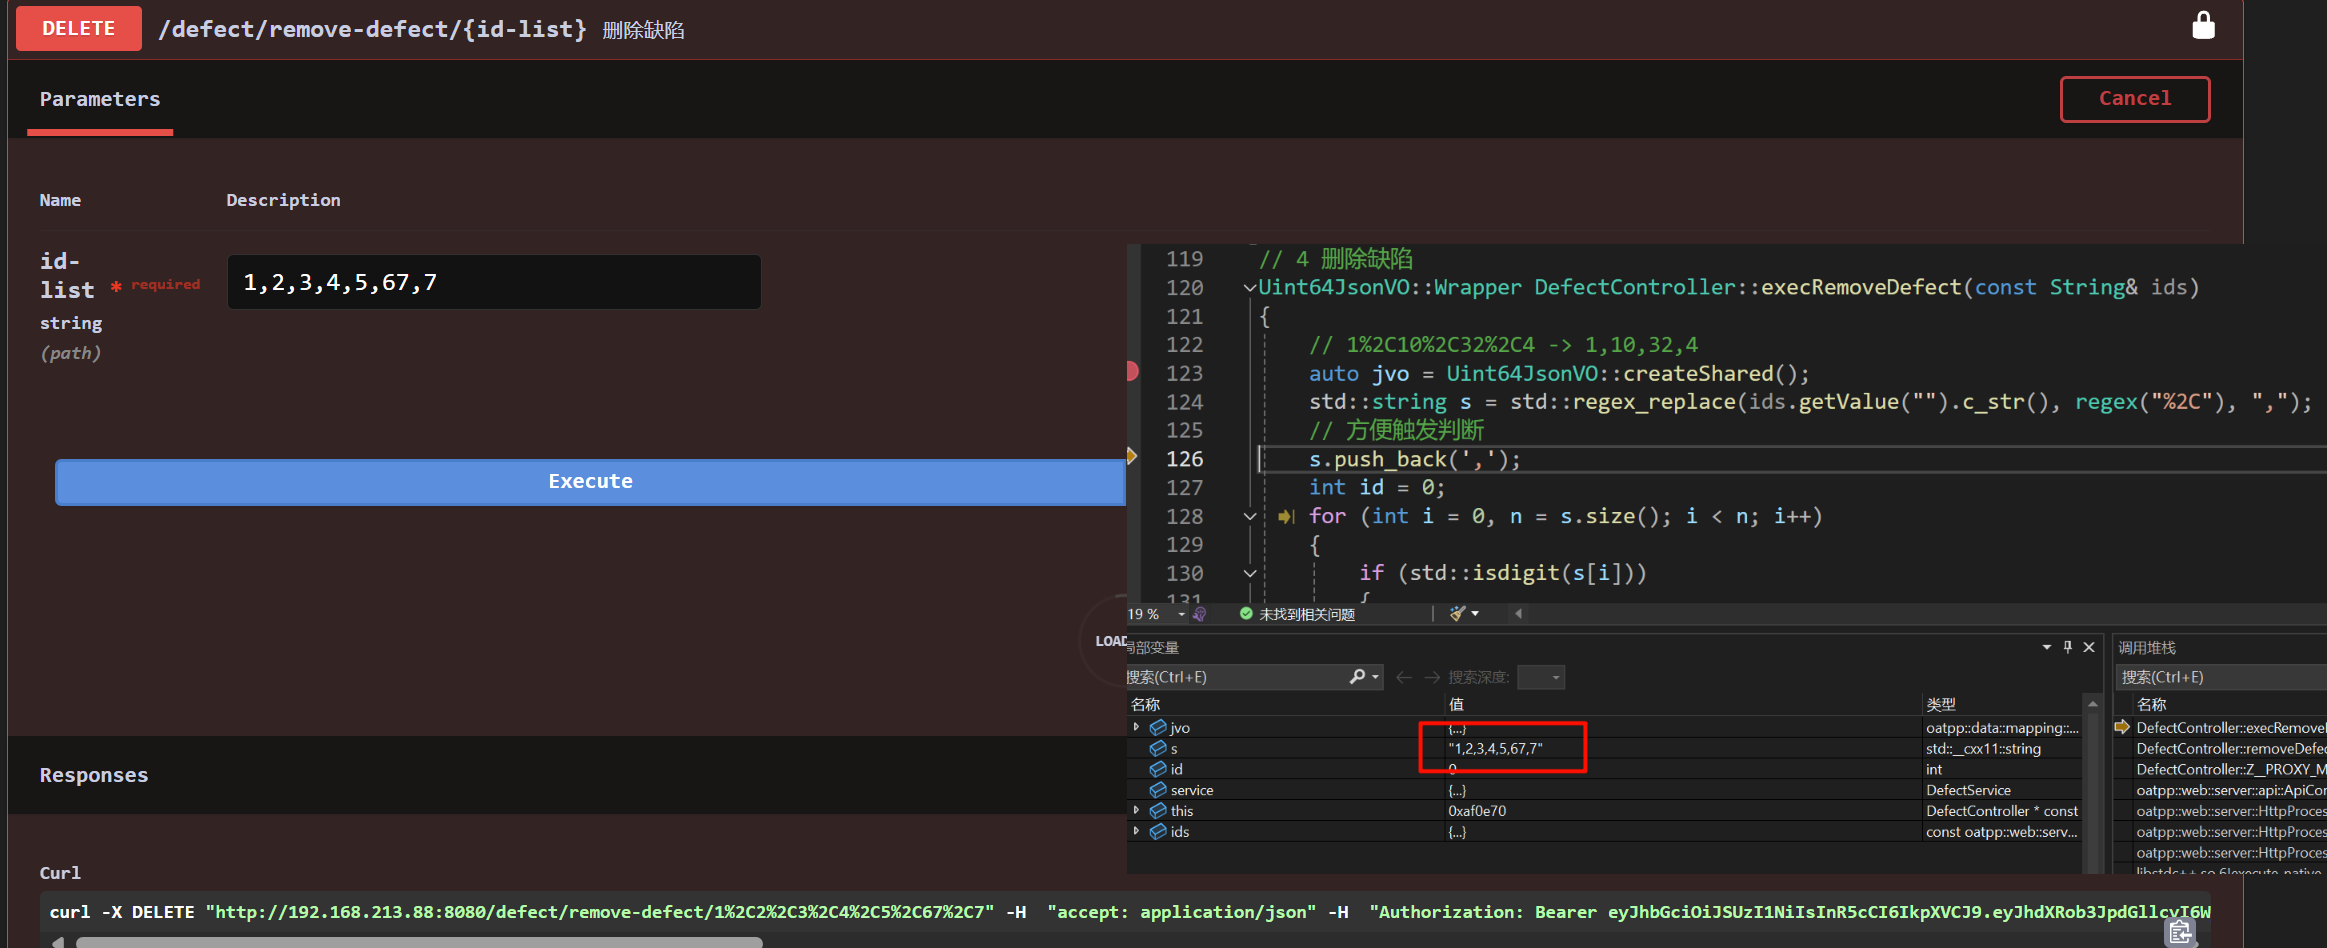 DELETE /defect/remove-defect/{id-list} 删除缺陷
Parameters
Cancel
Name Description
id-list * required
string
(path)
1,2,3,4,5,67,7
Execute
LOAD
119 // 4 删除缺陷
120 Uint64JsonVO::Wrapper DefectController::execRemoveDefect(const String& ids)
121 {
122 // 1%2C10%2C32%2C4 -> 1,10,32,4
123 auto jvo = Uint64JsonVO::createShared();
124 std::string s = std::regex_replace(ids.getValue("").c_str(), regex("%2C"), ",");
125 // 方便触发判断
126 s.push_back(',');
127 int id = 0;
128 for (int i = 0, n = s.size(); i < n; i++)
129 {
130 if (std::isdigit(s[i]))
131 {
19 % 未找到相关问题
局部变量
搜索(Ctrl+E) 搜索深度:
名称 值 类型
jvo {...} oatpp::data::mapping::...
s "1,2,3,4,5,67,7" std::__cxx11::string
id 0 int
service {...} DefectService
this 0xaf0e70 DefectController * const
ids {...} const oatpp::web::serv...
调用堆栈
搜索(Ctrl+E)
名称
DefectController::execRemovel
DefectController::removeDefec
DefectController::Z__PROXY_M
oatpp::web::server::api::ApiCor
oatpp::web::server::HttpProces
oatpp::web::server::HttpProces
oatpp::web::server::HttpProces
libstdc++.so.6!execute_native
Responses
Curl
curl -X DELETE "http://192.168.213.88:8080/defect/remove-defect/1%2C2%2C3%2C4%2C5%2C67%2C7" -H "accept: application/json" -H "Authorization: Bearer eyJhbGciOiJSUzI1NiIsInR5cCI6IkpXVCJ9.eyJhdXRob3JpdGllcyI6W